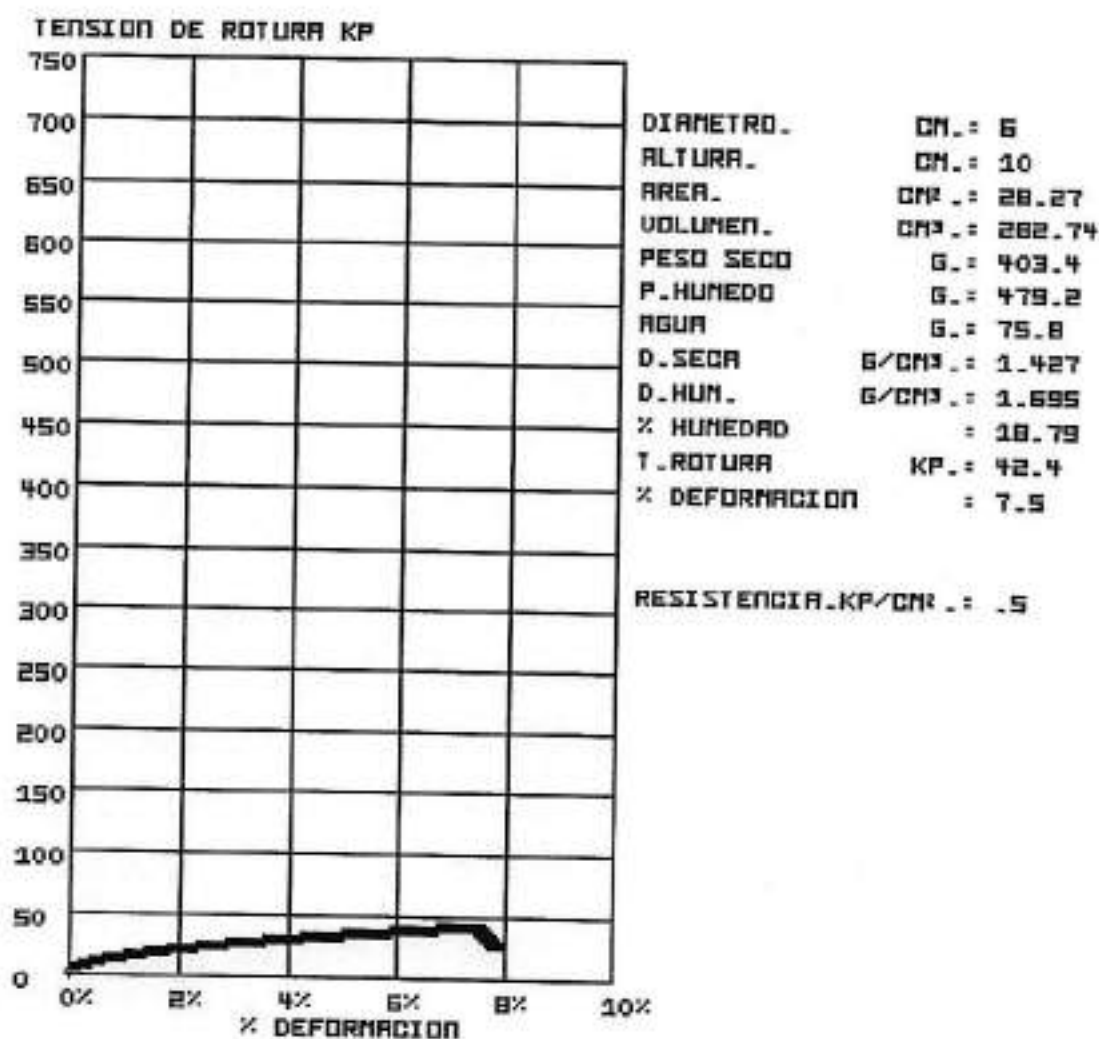 TENSION DE ROTURA KP
750
700
650
600
550
500
450
400
350
300
250
200
150
100
50
0
0% 2% 4% 6% 8% 10%
% DEFORMACION
DIAMETRO. CM.: 6
ALTURA. CM.: 10
AREA. CM².: 28.27
VOLUMEN. CM³.: 282.74
PESO SECO G.: 403.4
P.HUMEDO G.: 479.2
AGUA G.: 75.8
D.SECA G/CM³.: 1.427
D.HUM. G/CM³.: 1.695
% HUMEDAD : 18.79
T.ROTURA KP.: 42.4
% DEFORMACION : 7.5
RESISTENCIA.KP/CM².: .5